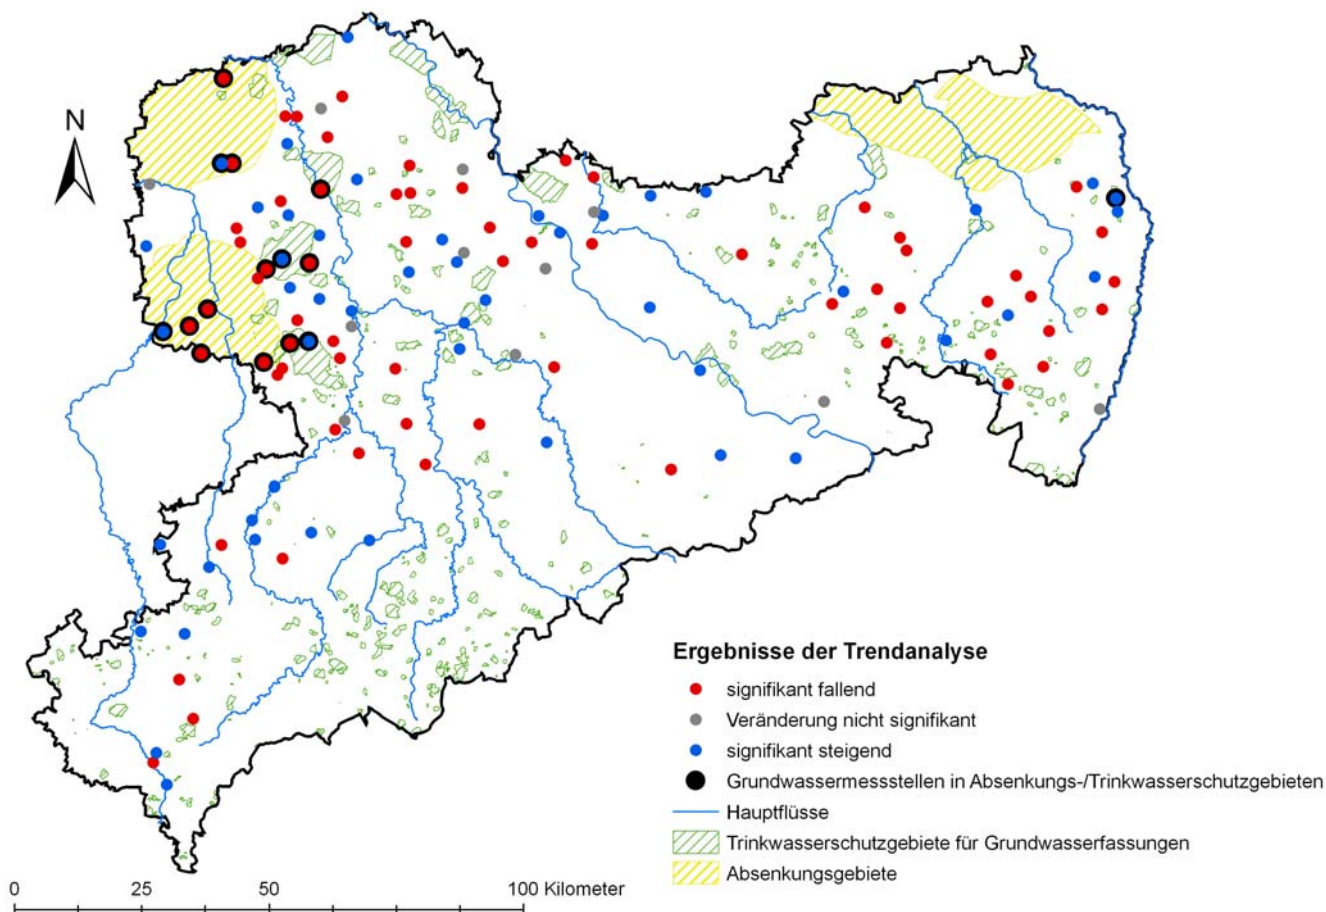 N
Ergebnisse der Trendanalyse
signifikant fallend
Veränderung nicht signifikant
signifikant steigend
Grundwassermessstellen in Absenkungs-/Trinkwasserschutzgebieten
Hauptflüsse
Trinkwasserschutzgebiete für Grundwasserfassungen
Absenkungsgebiete
0 25 50 100 Kilometer